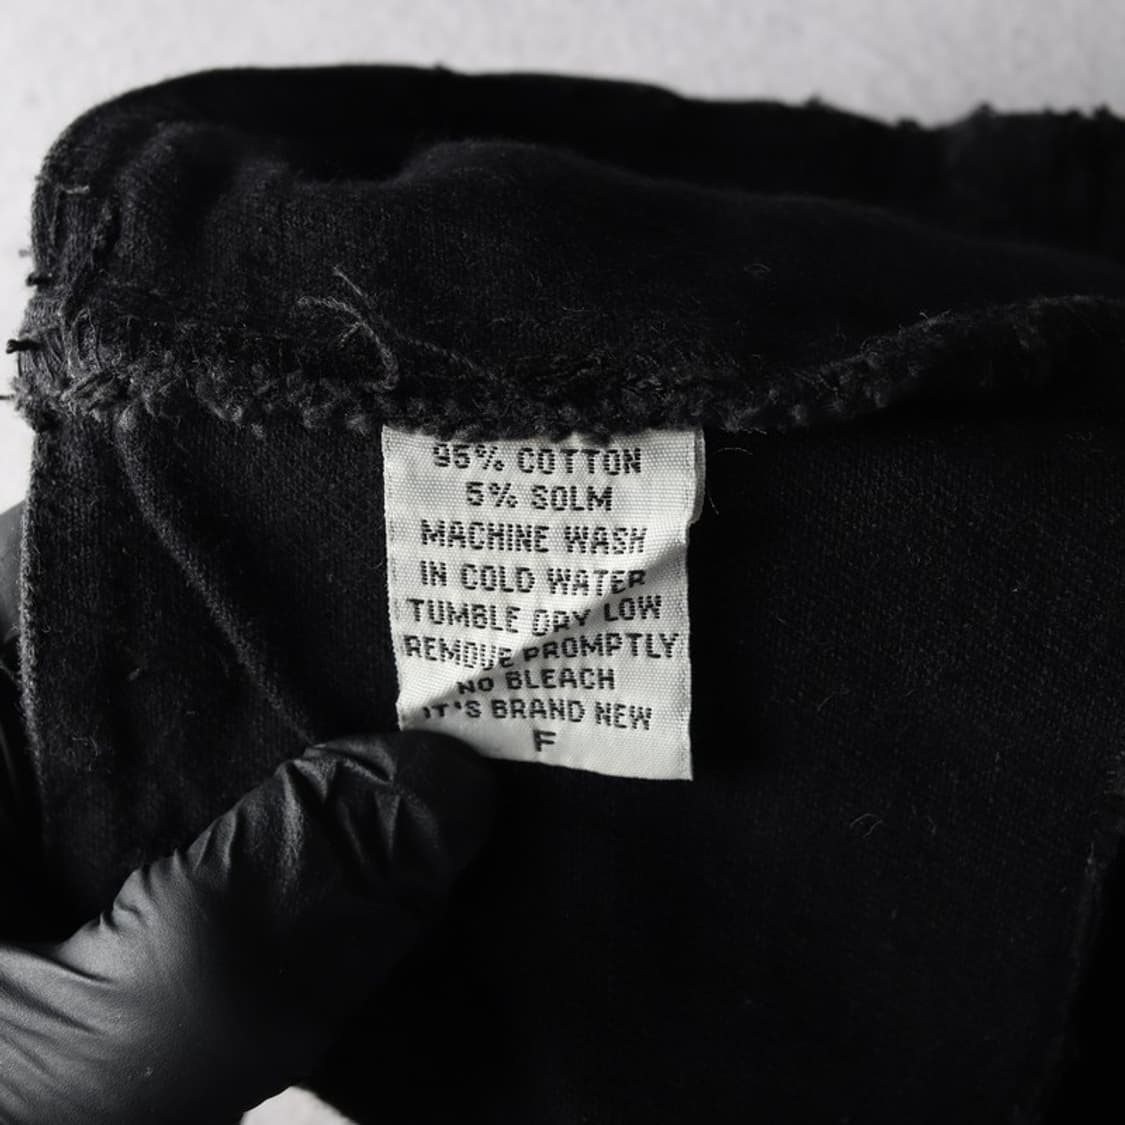 95% COTTON
5% SOLM
MACHINE WASH
IN COLD WATER
TUMBLE DRY LOW
REMOVE PROMPTLY
NO BLEACH
IT'S BRAND NEW
F